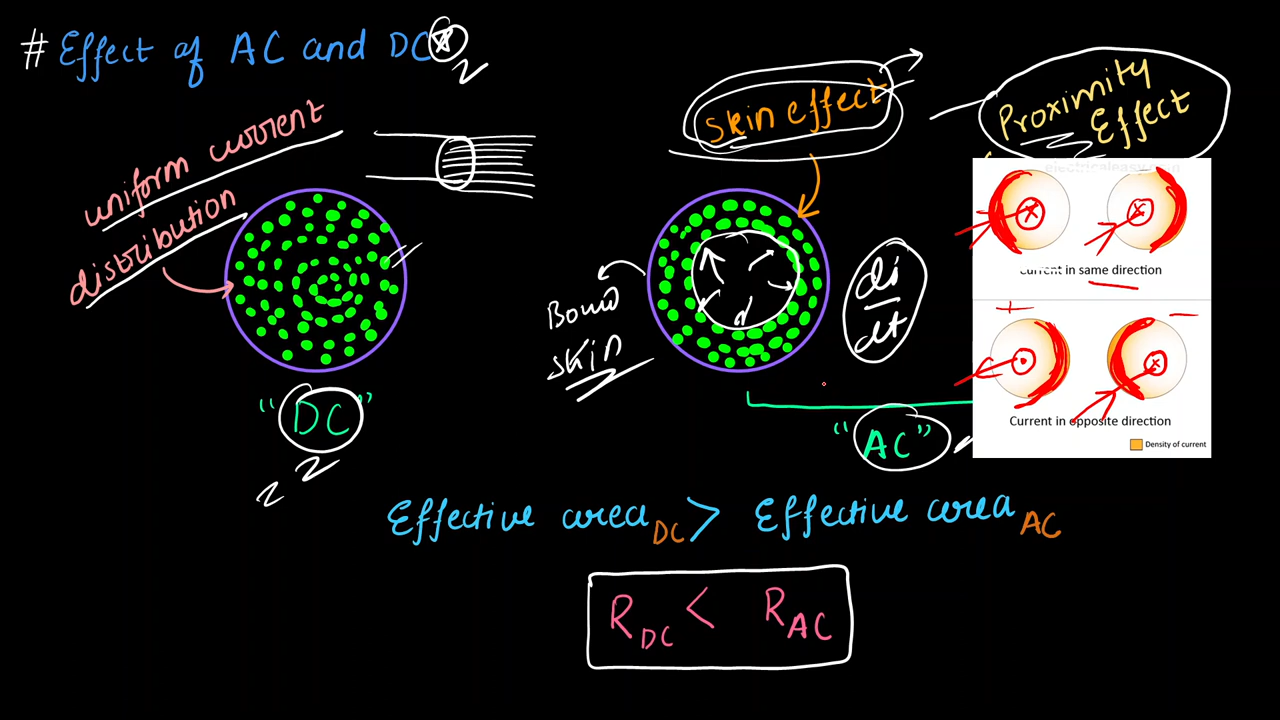 # Effect of AC and DC
uniform current
distribution
skin effect
Proximity
Effect
skin
di
dt
Current in same direction
+ −
Current in opposite direction
Density of current
"DC"
"AC"
Effective area DC > Effective area AC
R DC < R AC